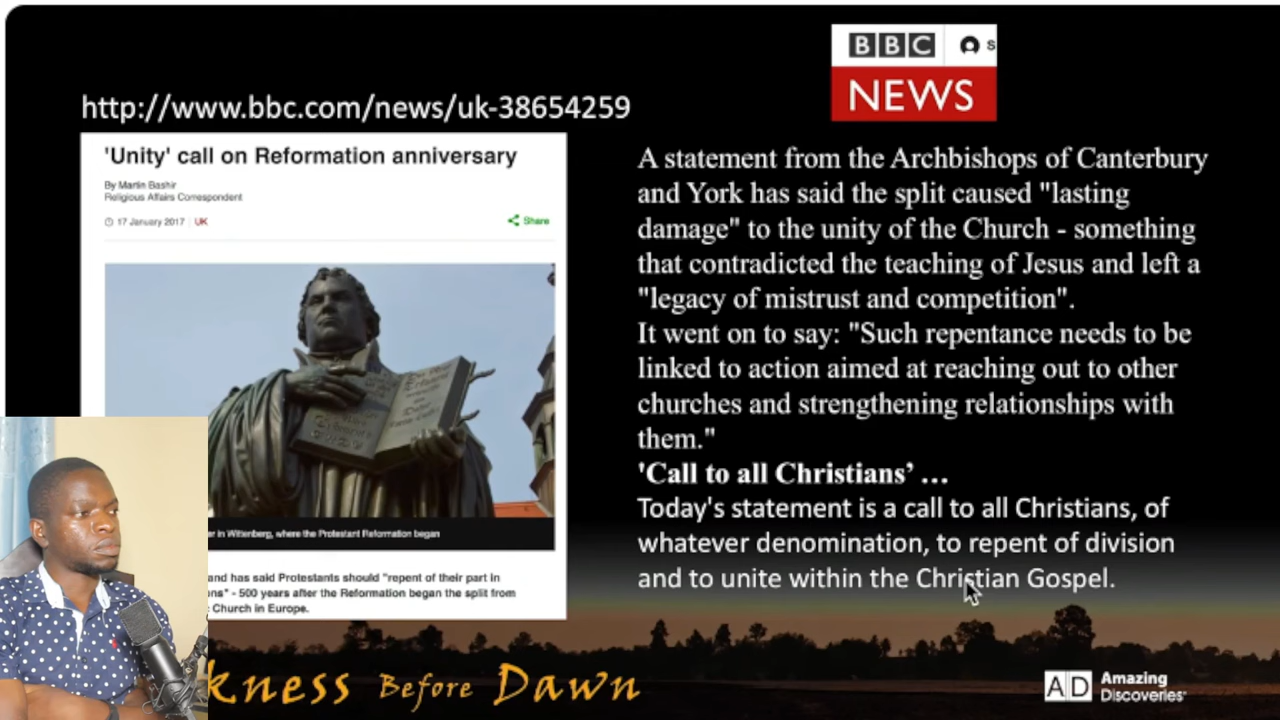 BBC
S
NEWS
http://www.bbc.com/news/uk-38654259
'Unity' call on Reformation anniversary
By Martin Bashir
Religious Affairs Correspondent
17 January 2017 UK
Share
in Wittenberg, where the Protestant Reformation began
and has said Protestants should "repent of their part in
ons" - 500 years after the Reformation began the split from
Church in Europe.
A statement from the Archbishops of Canterbury
and York has said the split caused "lasting
damage" to the unity of the Church - something
that contradicted the teaching of Jesus and left a
"legacy of mistrust and competition".
It went on to say: "Such repentance needs to be
linked to action aimed at reaching out to other
churches and strengthening relationships with
them."
'Call to all Christians’ …
Today's statement is a call to all Christians, of
whatever denomination, to repent of division
and to unite within the Christian Gospel.
kness Before Dawn
AD Amazing
Discoveries